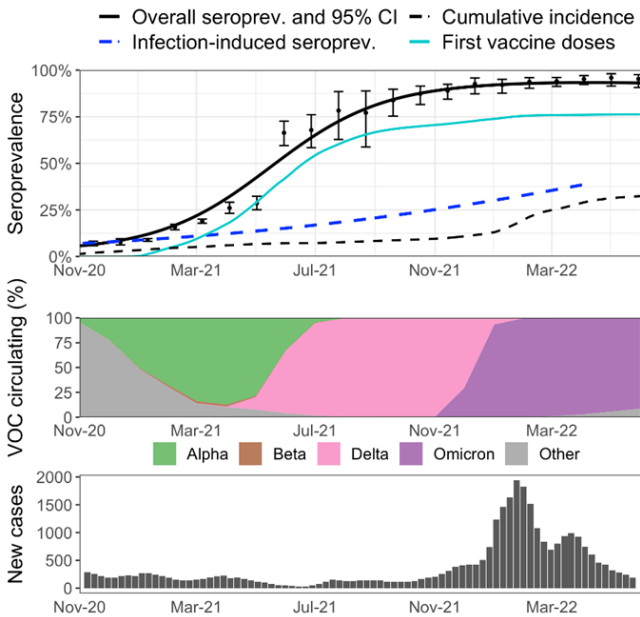 Overall seroprev. and 95% CI
Cumulative incidence
Infection-induced seroprev.
First vaccine doses
Seroprevalence
100%
75%
50%
25%
0%
Nov-20 Mar-21 Jul-21 Nov-21 Mar-22
VOC circulating (%)
100
75
50
25
0
Nov-20 Mar-21 Jul-21 Nov-21 Mar-22
Alpha Beta Delta Omicron Other
New cases
2000
1500
1000
500
0
Nov-20 Mar-21 Jul-21 Nov-21 Mar-22